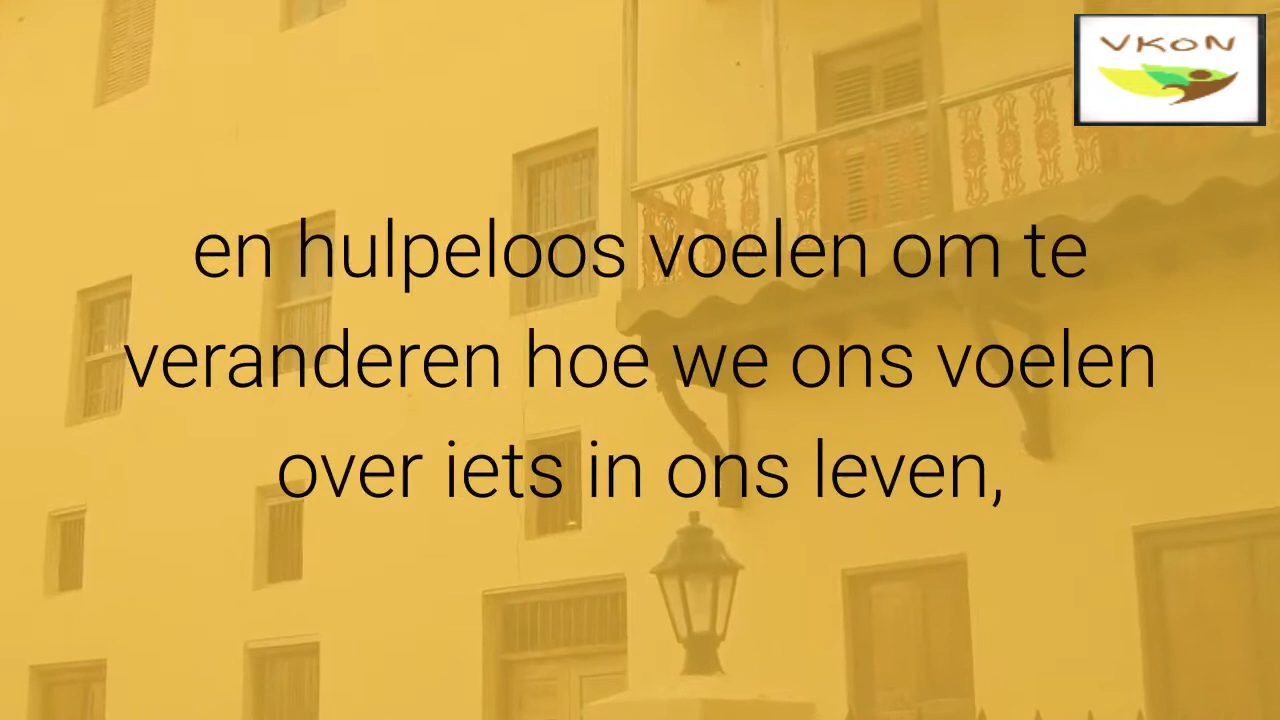 VKON
en hulpeloos voelen om te
veranderen hoe we ons voelen
over iets in ons leven,